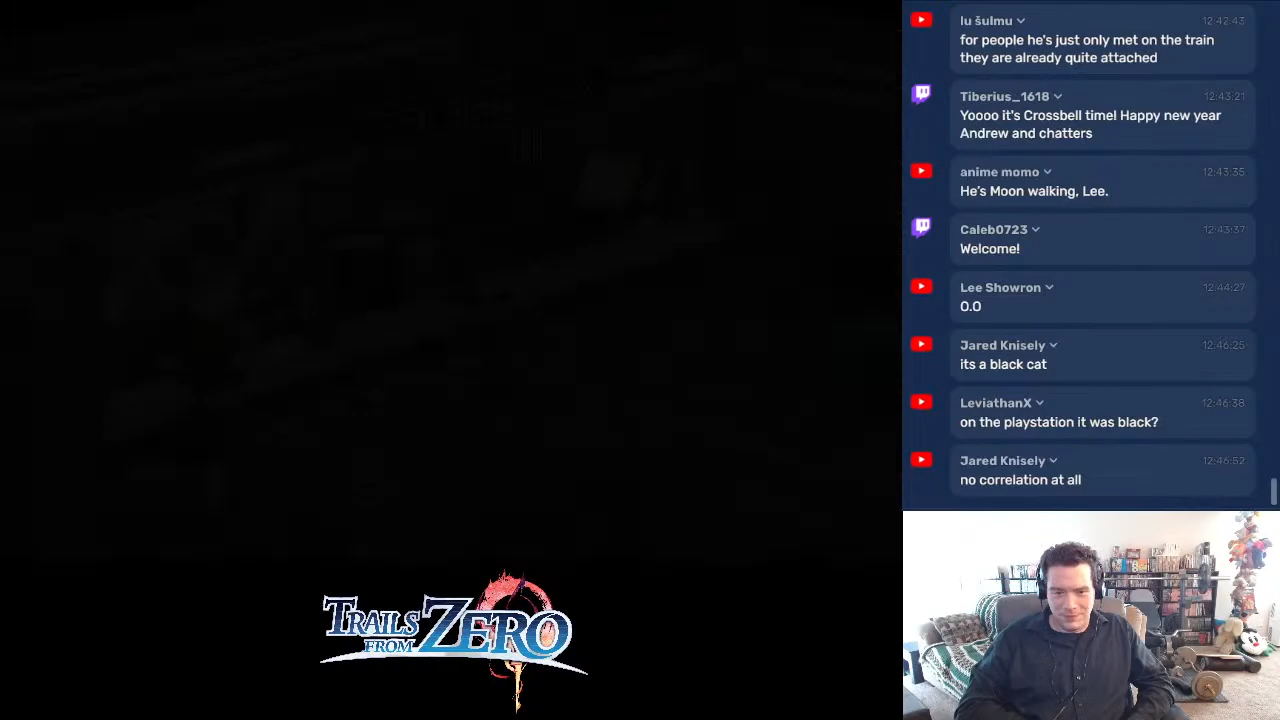 lu šulmu
12:42:43
for people he's just only met on the train
they are already quite attached
Tiberius_1618
12:43:21
Yoooo it's Crossbell time! Happy new year
Andrew and chatters
anime momo
12:43:35
He's Moon walking, Lee.
Caleb0723
12:43:37
Welcome!
Lee Showron
12:44:27
O.O
Jared Knisely
12:46:25
its a black cat
LeviathanX
12:46:38
on the playstation it was black?
Jared Knisely
12:46:52
no correlation at all
TRAILS
FROM ZERO